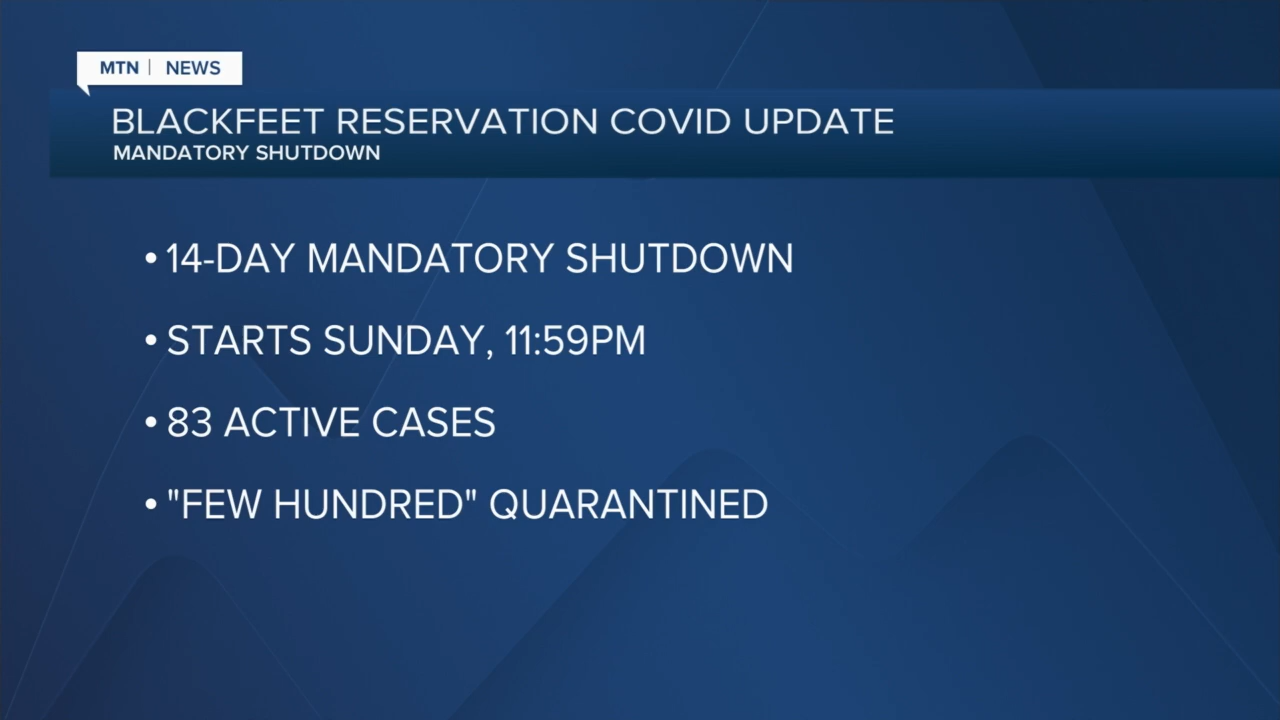 MTN | NEWS
BLACKFEET RESERVATION COVID UPDATE
MANDATORY SHUTDOWN
• 14-DAY MANDATORY SHUTDOWN
• STARTS SUNDAY, 11:59PM
• 83 ACTIVE CASES
• "FEW HUNDRED" QUARANTINED